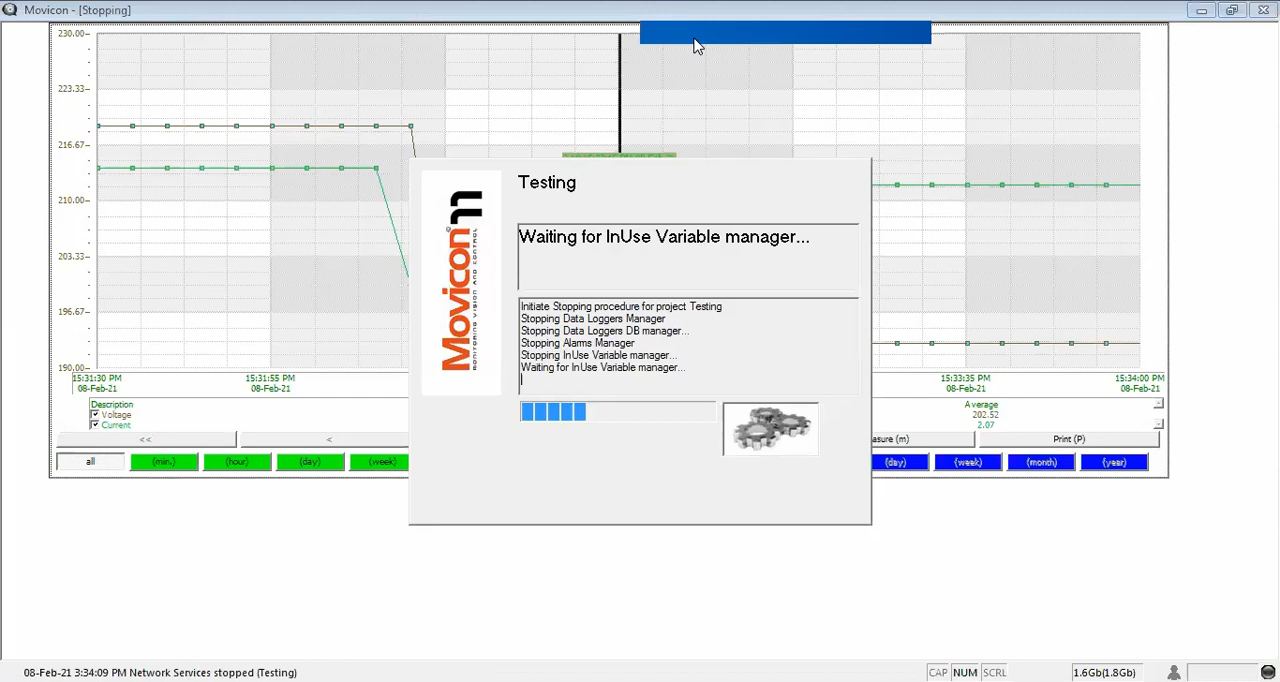 Movicon - [Stopping]
230.00
223.33
216.67
210.00
203.33
196.67
190.00
Testing
Waiting for InUse Variable manager...
Initiate Stopping procedure for project Testing
Stopping Data Loggers Manager
Stopping Data Loggers DB manager...
Stopping Alarms Manager
Stopping InUse Variable manager...
Waiting for InUse Variable manager...
Movicon 11
MONITORING VISION AND CONTROL
15:31:30 PM 15:31:55 PM 15:33:35 PM 15:34:00 PM
08-Feb-21 08-Feb-21 08-Feb-21 08-Feb-21
Description Average
Voltage 202.52
Current 2.07
<< < asure (m) Print (P)
all (min.) (hour) (day) (week) (day) (week) (month) (year)
08-Feb-21 3:34:09 PM Network Services stopped (Testing) CAP NUM SCRL 1.6Gb(1.8Gb)